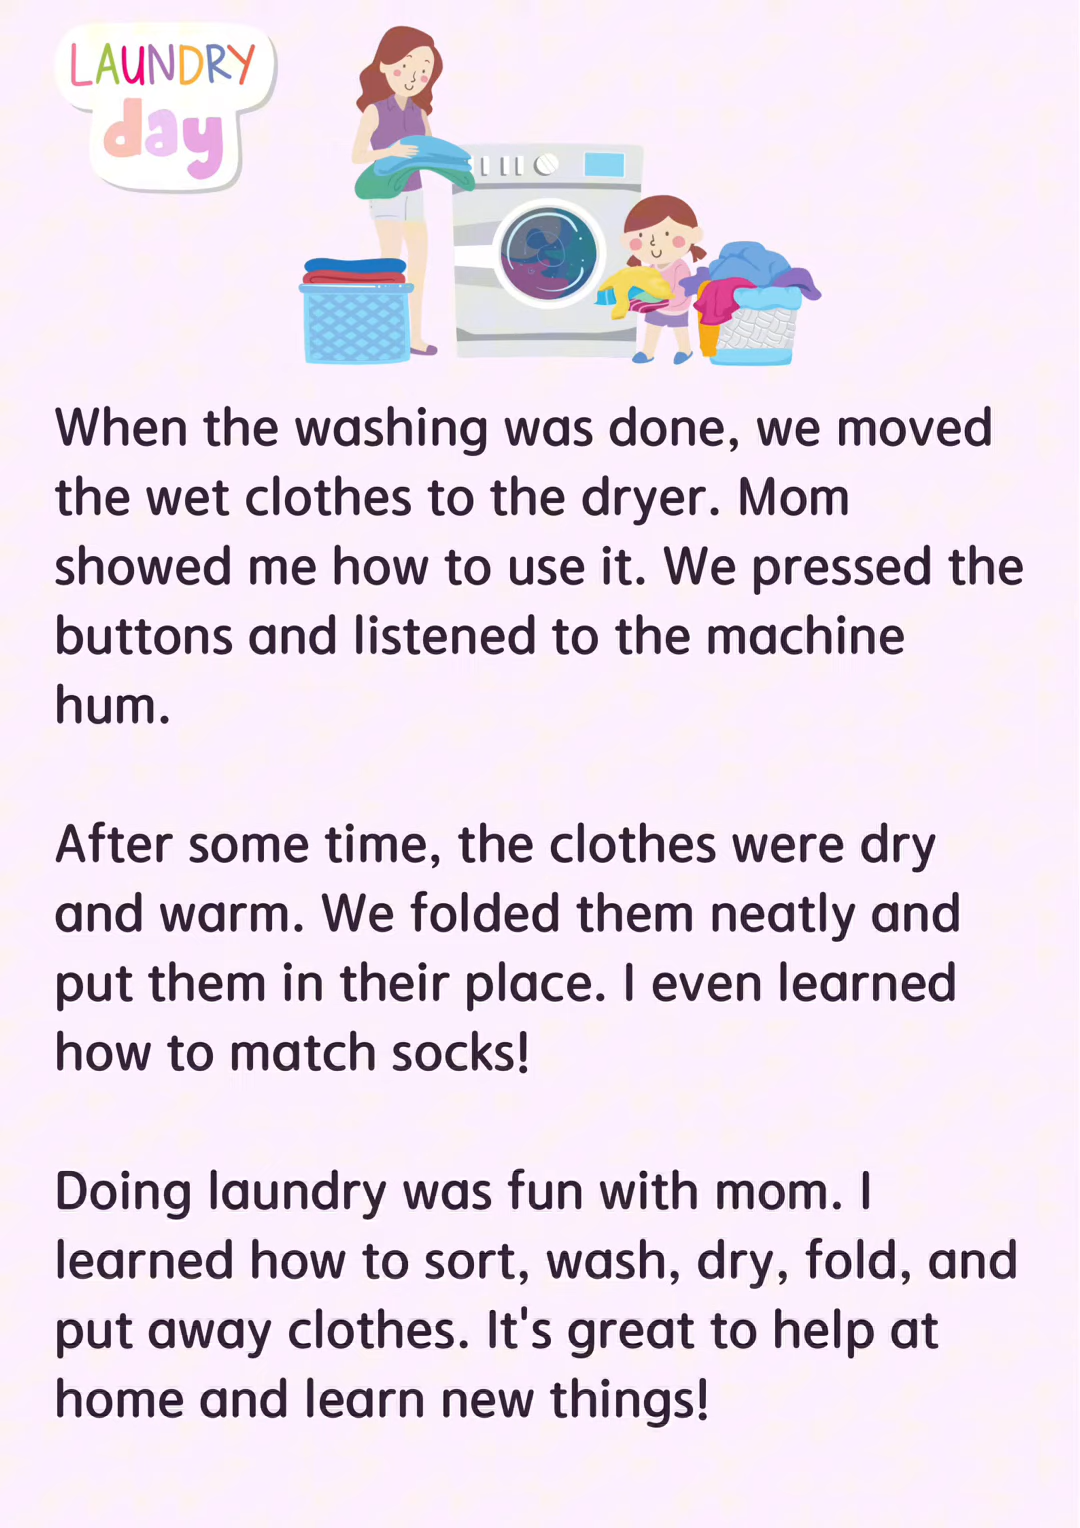 LAUNDRY
day
When the washing was done, we moved
the wet clothes to the dryer. Mom
showed me how to use it. We pressed the
buttons and listened to the machine
hum.
After some time, the clothes were dry
and warm. We folded them neatly and
put them in their place. I even learned
how to match socks!
Doing laundry was fun with mom. I
learned how to sort, wash, dry, fold, and
put away clothes. It's great to help at
home and learn new things!